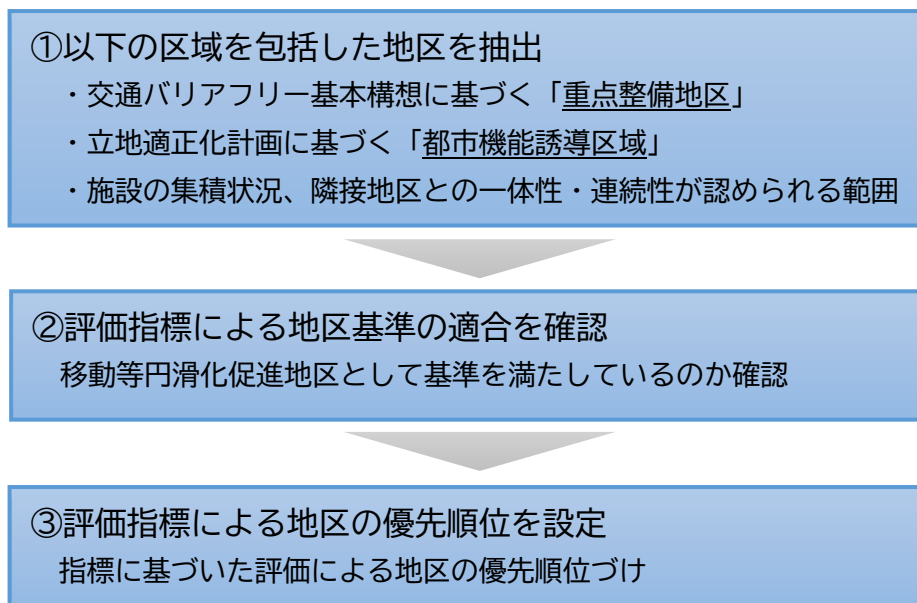 ①以下の区域を包括した地区を抽出
・交通バリアフリー基本構想に基づく「重点整備地区」
・立地適正化計画に基づく「都市機能誘導区域」
・施設の集積状況、隣接地区との一体性・連続性が認められる範囲
②評価指標による地区基準の適合を確認
移動等円滑化促進地区として基準を満たしているのか確認
③評価指標による地区の優先順位を設定
指標に基づいた評価による地区の優先順位づけ